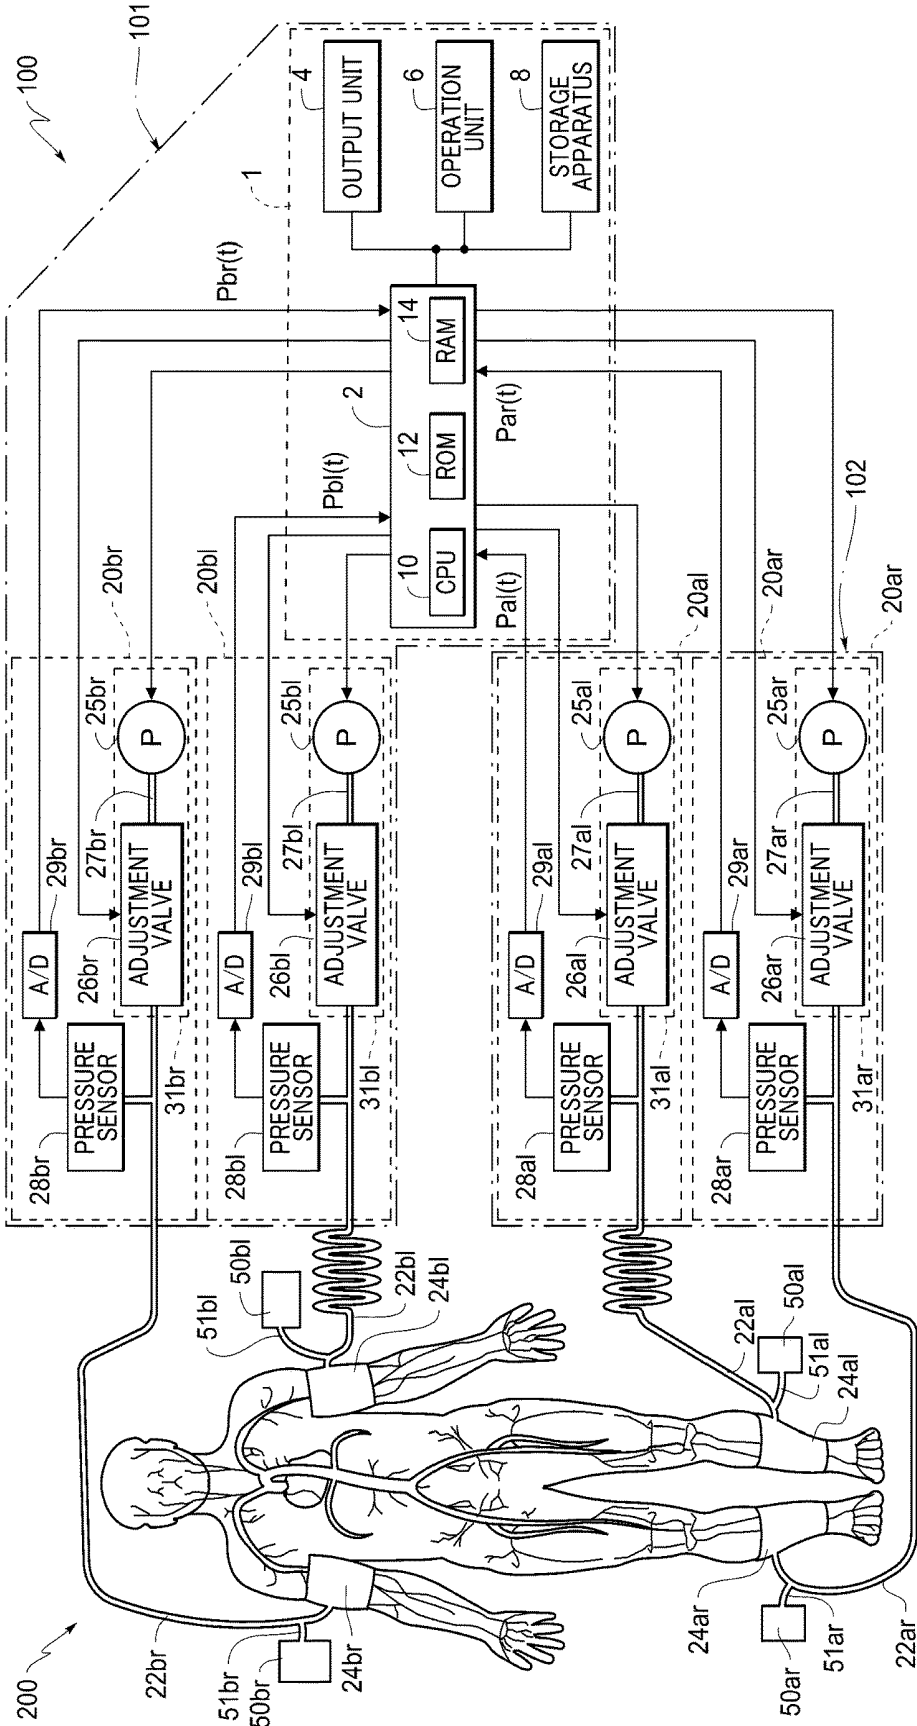 100
101
1
4
OUTPUT UNIT
6
OPERATION
UNIT
8
STORAGE
APPARATUS
Pbr(t)
Pbl(t)
2
14
RAM
12
ROM
10
CPU
Par(t)
Pal(t)
102
20br
20bl
20al
20ar
20ar
25br
P
27br
29br
A/D
26br
ADJUSTMENT
VALVE
31br
28br
PRESSURE
SENSOR
25bl
P
27bl
29bl
A/D
26bl
ADJUSTMENT
VALVE
31bl
28bl
PRESSURE
SENSOR
25al
P
27al
29al
A/D
26al
ADJUSTMENT
VALVE
31al
28al
PRESSURE
SENSOR
25ar
P
27ar
29ar
A/D
26ar
ADJUSTMENT
VALVE
31ar
28ar
PRESSURE
SENSOR
200
22br
51br
50br
24br
51bl
50bl
22bl
24bl
22al
50al
51al
24al
24ar
50ar
51ar
22ar